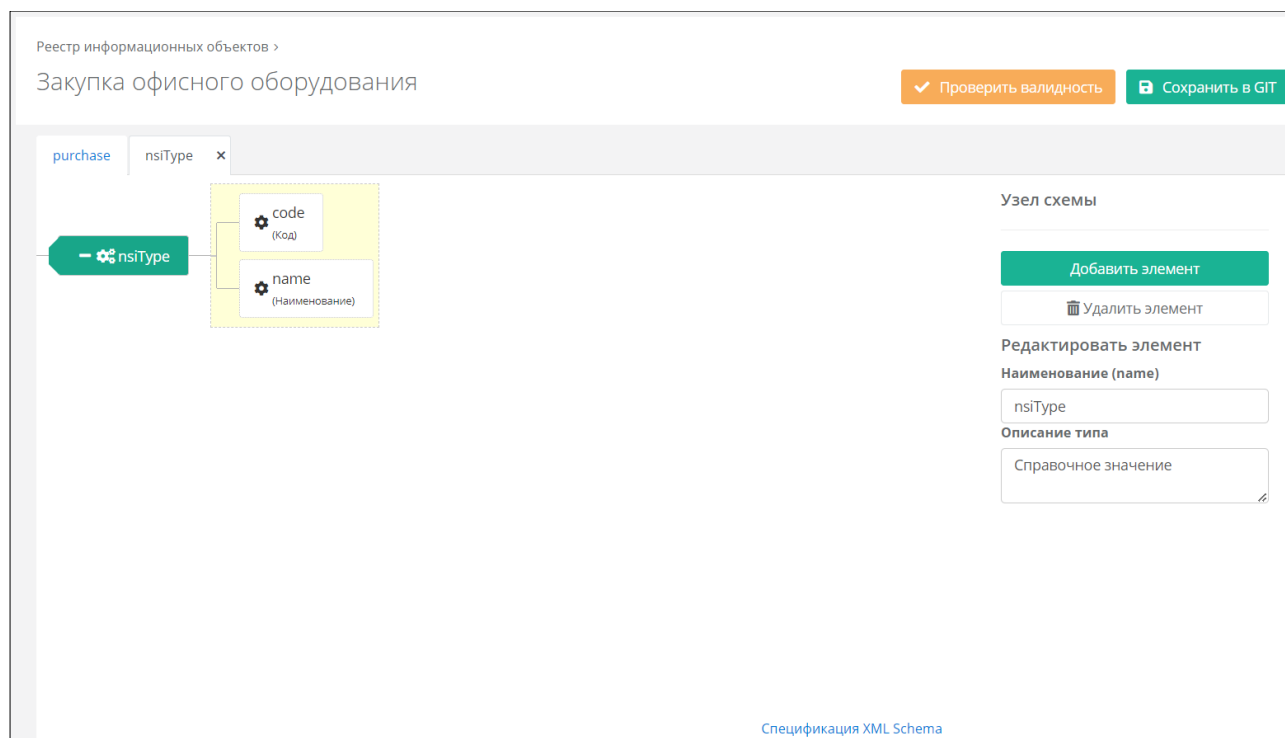 Реестр информационных объектов >
Закупка офисного оборудования
Проверить валидность
Сохранить в GIT
purchase
nsiType
×
code
(Код)
nsiType
name
(Наименование)
Узел схемы
Добавить элемент
Удалить элемент
Редактировать элемент
Наименование (name)
nsiType
Описание типа
Справочное значение
Спецификация XML Schema